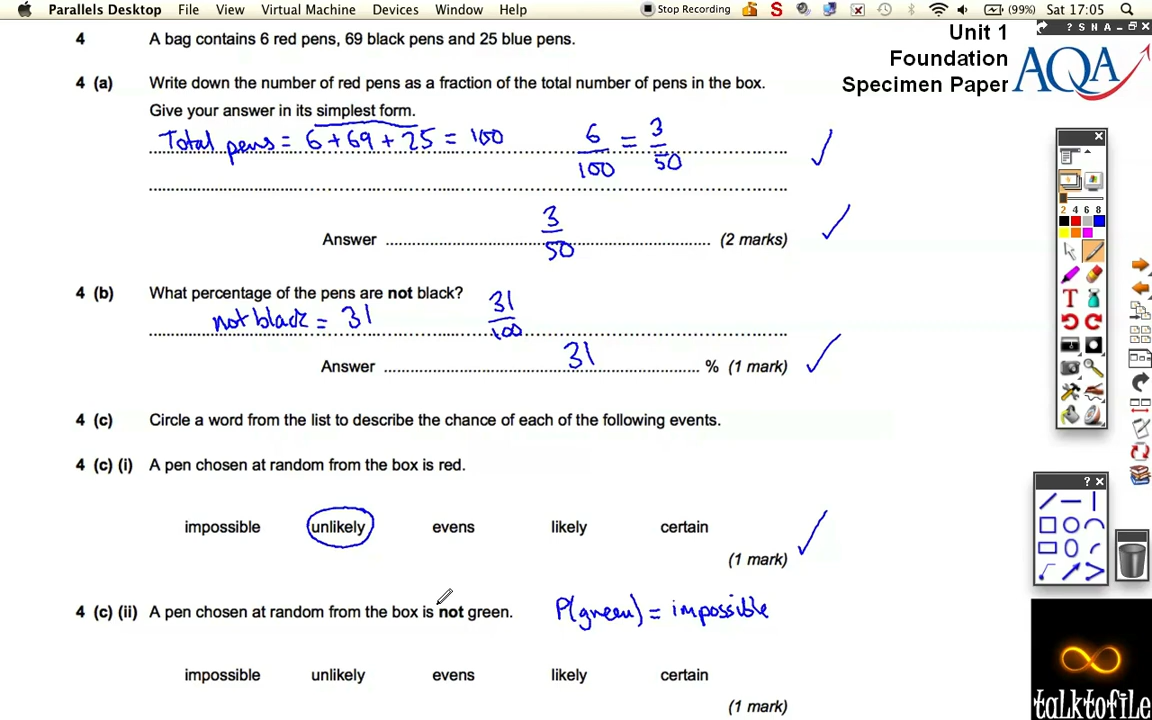 Parallels Desktop File View Virtual Machine Devices Window Help Stop Recording S (99%) Sat 17:05
? S N A
Unit 1
Foundation
Specimen Paper
AQA
4 A bag contains 6 red pens, 69 black pens and 25 blue pens.
4 (a) Write down the number of red pens as a fraction of the total number of pens in the box.
Give your answer in its simplest form.
Total pens = 6 + 69 + 25 = 100 6/100 = 3/50
Answer 3/50 (2 marks)
4 (b) What percentage of the pens are not black?
not black = 31 31/100
Answer 31 % (1 mark)
4 (c) Circle a word from the list to describe the chance of each of the following events.
4 (c) (i) A pen chosen at random from the box is red.
impossible unlikely evens likely certain
(1 mark)
4 (c) (ii) A pen chosen at random from the box is not green. P(green) = impossible
impossible unlikely evens likely certain
(1 mark)
2 4 6 8
T
?
talktofile